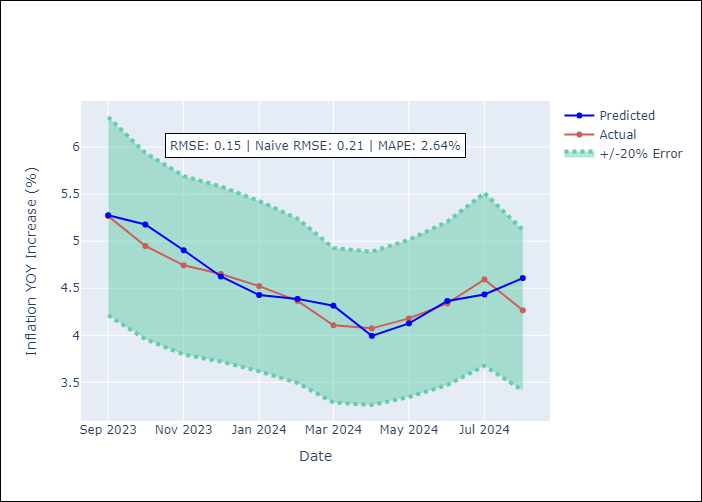 RMSE: 0.15 | Naive RMSE: 0.21 | MAPE: 2.64%
Predicted
Actual
+/-20% Error
Inflation YOY Increase (%)
6
5.5
5
4.5
4
3.5
Sep 2023
Nov 2023
Jan 2024
Mar 2024
May 2024
Jul 2024
Date